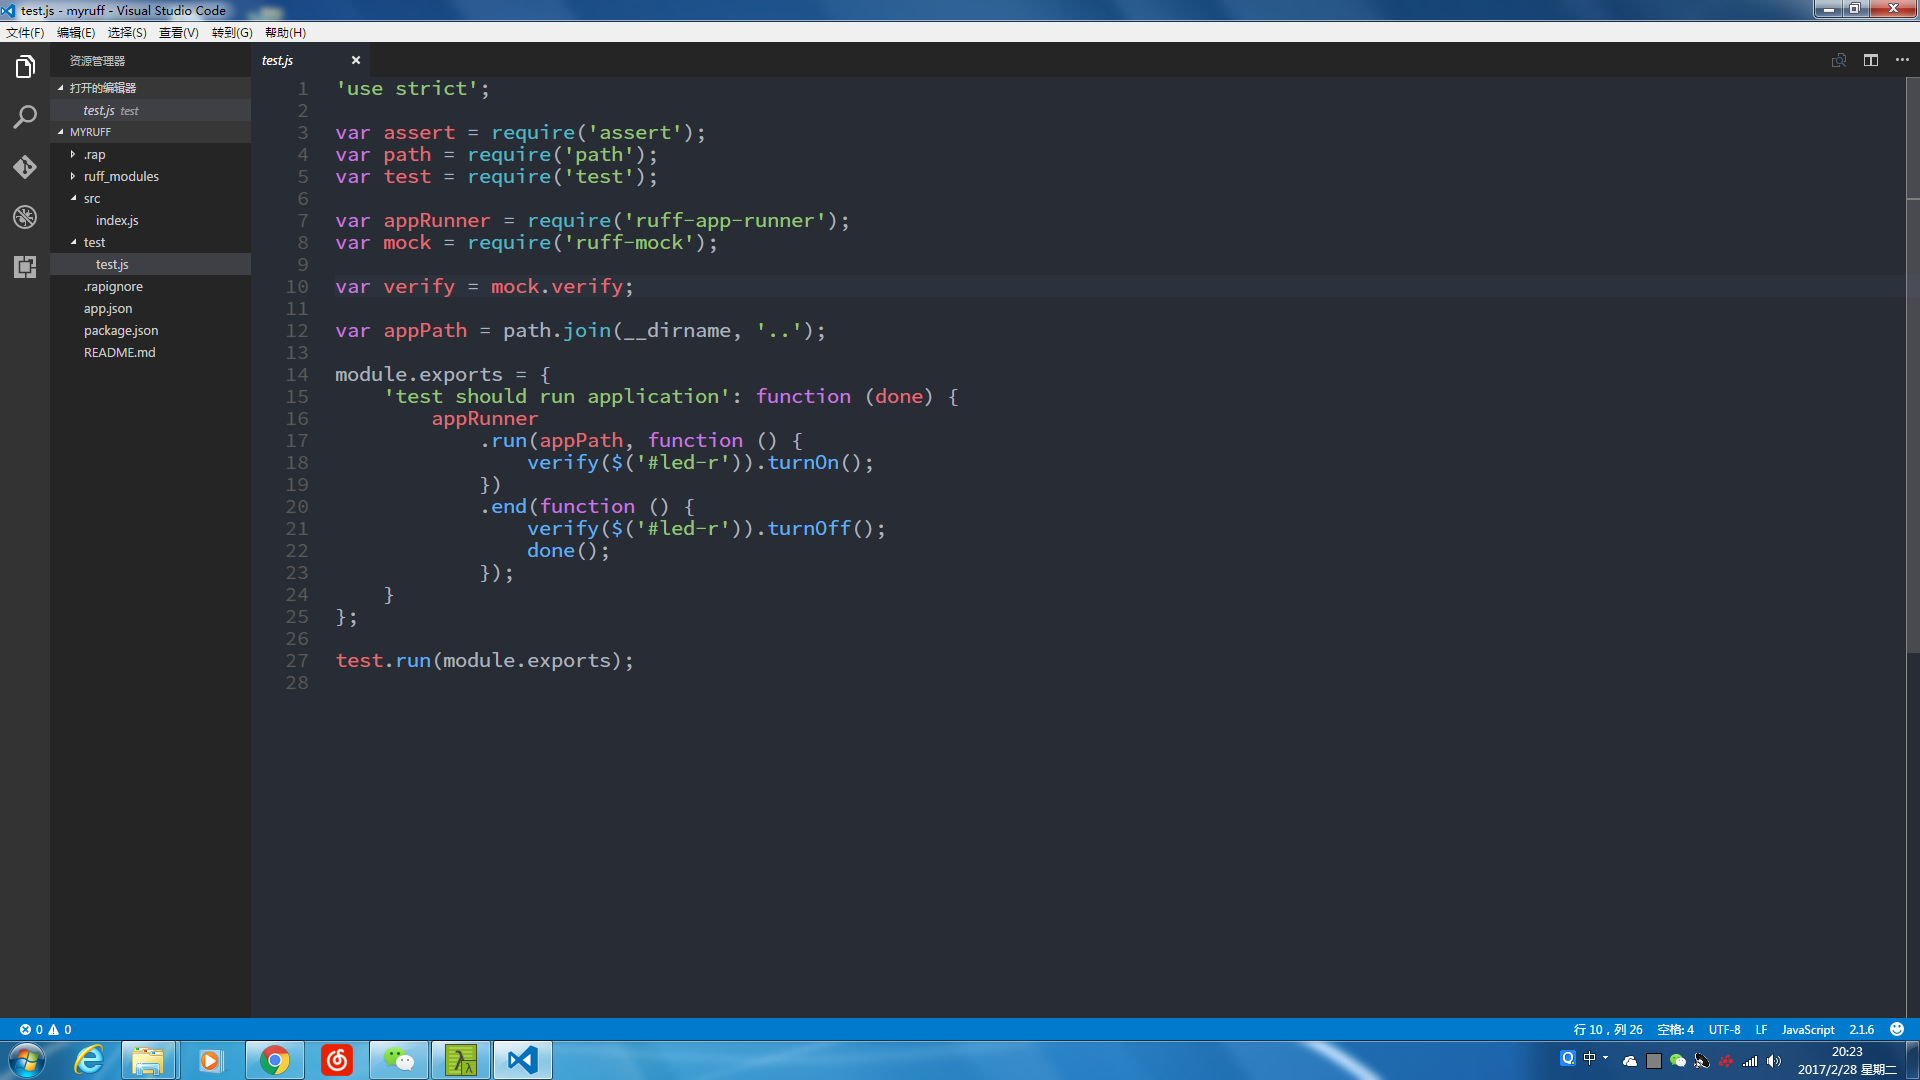 test.js - myruff - Visual Studio Code
文件(F) 编辑(E) 选择(S) 查看(V) 转到(G) 帮助(H)
资源管理器
打开的编辑器
test.js test
MYRUFF
.rap
ruff_modules
src
index.js
test
test.js
.rapignore
app.json
package.json
README.md
test.js
1 'use strict';
2
3 var assert = require('assert');
4 var path = require('path');
5 var test = require('test');
6
7 var appRunner = require('ruff-app-runner');
8 var mock = require('ruff-mock');
9
10 var verify = mock.verify;
11
12 var appPath = path.join(__dirname, '..');
13
14 module.exports = {
15     'test should run application': function (done) {
16         appRunner
17             .run(appPath, function () {
18                 verify($('#led-r')).turnOn();
19             })
20             .end(function () {
21                 verify($('#led-r')).turnOff();
22                 done();
23             });
24     }
25 };
26
27 test.run(module.exports);
28
0 0
行 10，列 26 空格: 4 UTF-8 LF JavaScript 2.1.6
中
20:23
2017/2/28 星期二